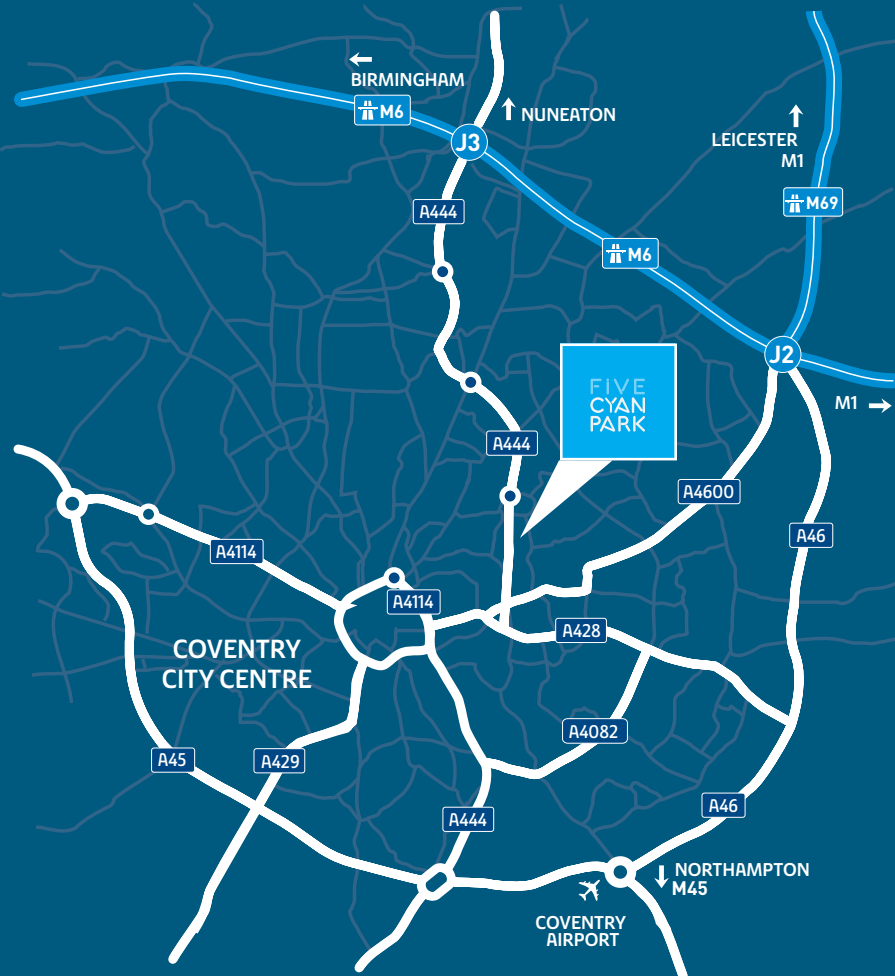 BIRMINGHAM
M6
NUNEATON
J3
LEICESTER
M1
M69
A444
M6
J2
FIVE
CYAN
PARK
M1
A444
A4600
A46
A4114
A4114
A428
COVENTRY
CITY CENTRE
A4082
A45
A429
A46
A444
NORTHAMPTON
M45
COVENTRY
AIRPORT